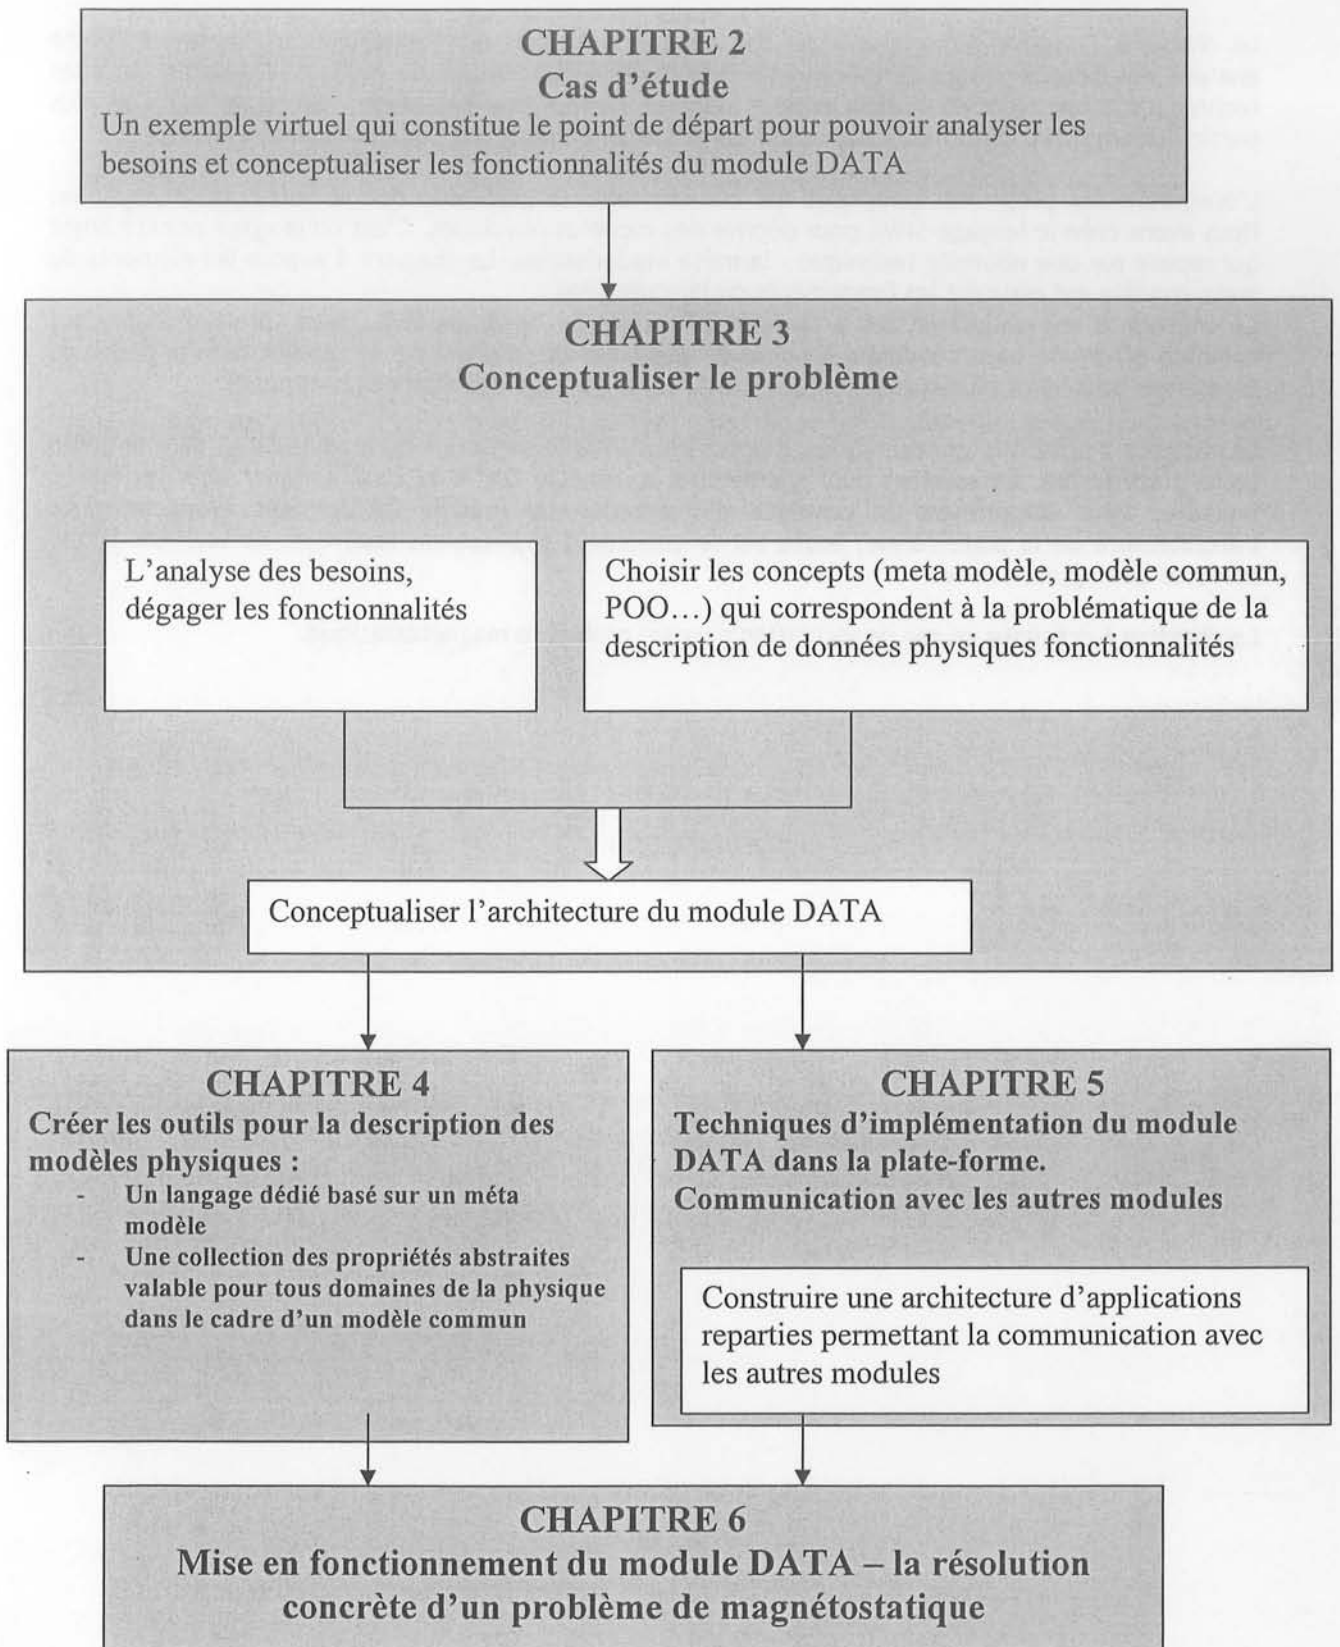 CHAPITRE 2
Cas d'étude
Un exemple virtuel qui constitue le point de départ pour pouvoir analyser les
besoins et conceptualiser les fonctionnalités du module DATA
CHAPITRE 3
Conceptualiser le problème
L'analyse des besoins,
dégager les fonctionnalités
Choisir les concepts (meta modèle, modèle commun,
POO…) qui correspondent à la problématique de la
description de données physiques fonctionnalités
Conceptualiser l'architecture du module DATA
CHAPITRE 4
Créer les outils pour la description des
modèles physiques :
- Un langage dédié basé sur un méta
modèle
- Une collection des propriétés abstraites
valable pour tous domaines de la physique
dans le cadre d'un modèle commun
CHAPITRE 5
Techniques d'implémentation du module
DATA dans la plate-forme.
Communication avec les autres modules
Construire une architecture d'applications
reparties permettant la communication avec
les autres modules
CHAPITRE 6
Mise en fonctionnement du module DATA – la résolution
concrète d'un problème de magnétostatique